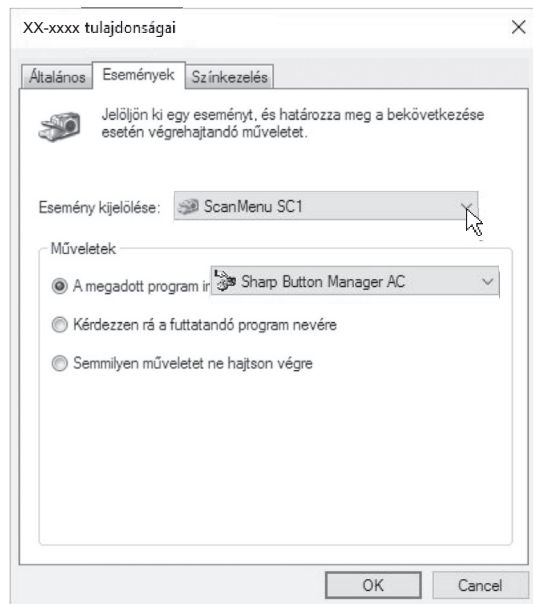 XX-xxxx tulajdonságai
Általános Események Színkezelés
Jelöljön ki egy eseményt, és határozza meg a bekövetkezése
esetén végrehajtandó műveletet.
Esemény kijelölése: ScanMenu SC1
Műveletek
A megadott program in Sharp Button Manager AC
Kérdezzen rá a futtatandó program nevére
Semmilyen műveletet ne hajtson végre
OK Cancel